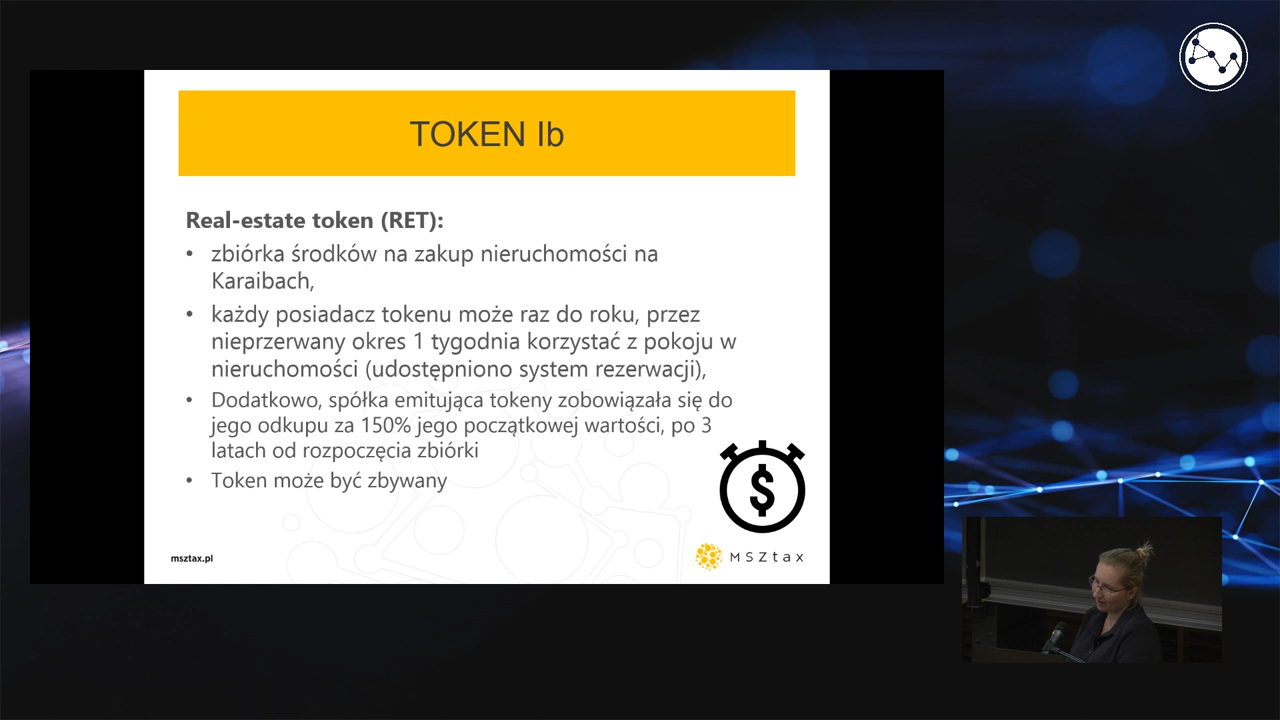 TOKEN Ib
Real-estate token (RET):
• zbiórka środków na zakup nieruchomości na
Karaibach,
• każdy posiadacz tokenu może raz do roku, przez
nieprzerwany okres 1 tygodnia korzystać z pokoju w
nieruchomości (udostępniono system rezerwacji),
• Dodatkowo, spółka emitująca tokeny zobowiązała się do
jego odkupu za 150% jego początkowej wartości, po 3
latach od rozpoczęcia zbiórki
• Token może być zbywany
$
msztax.pl
MSZtax